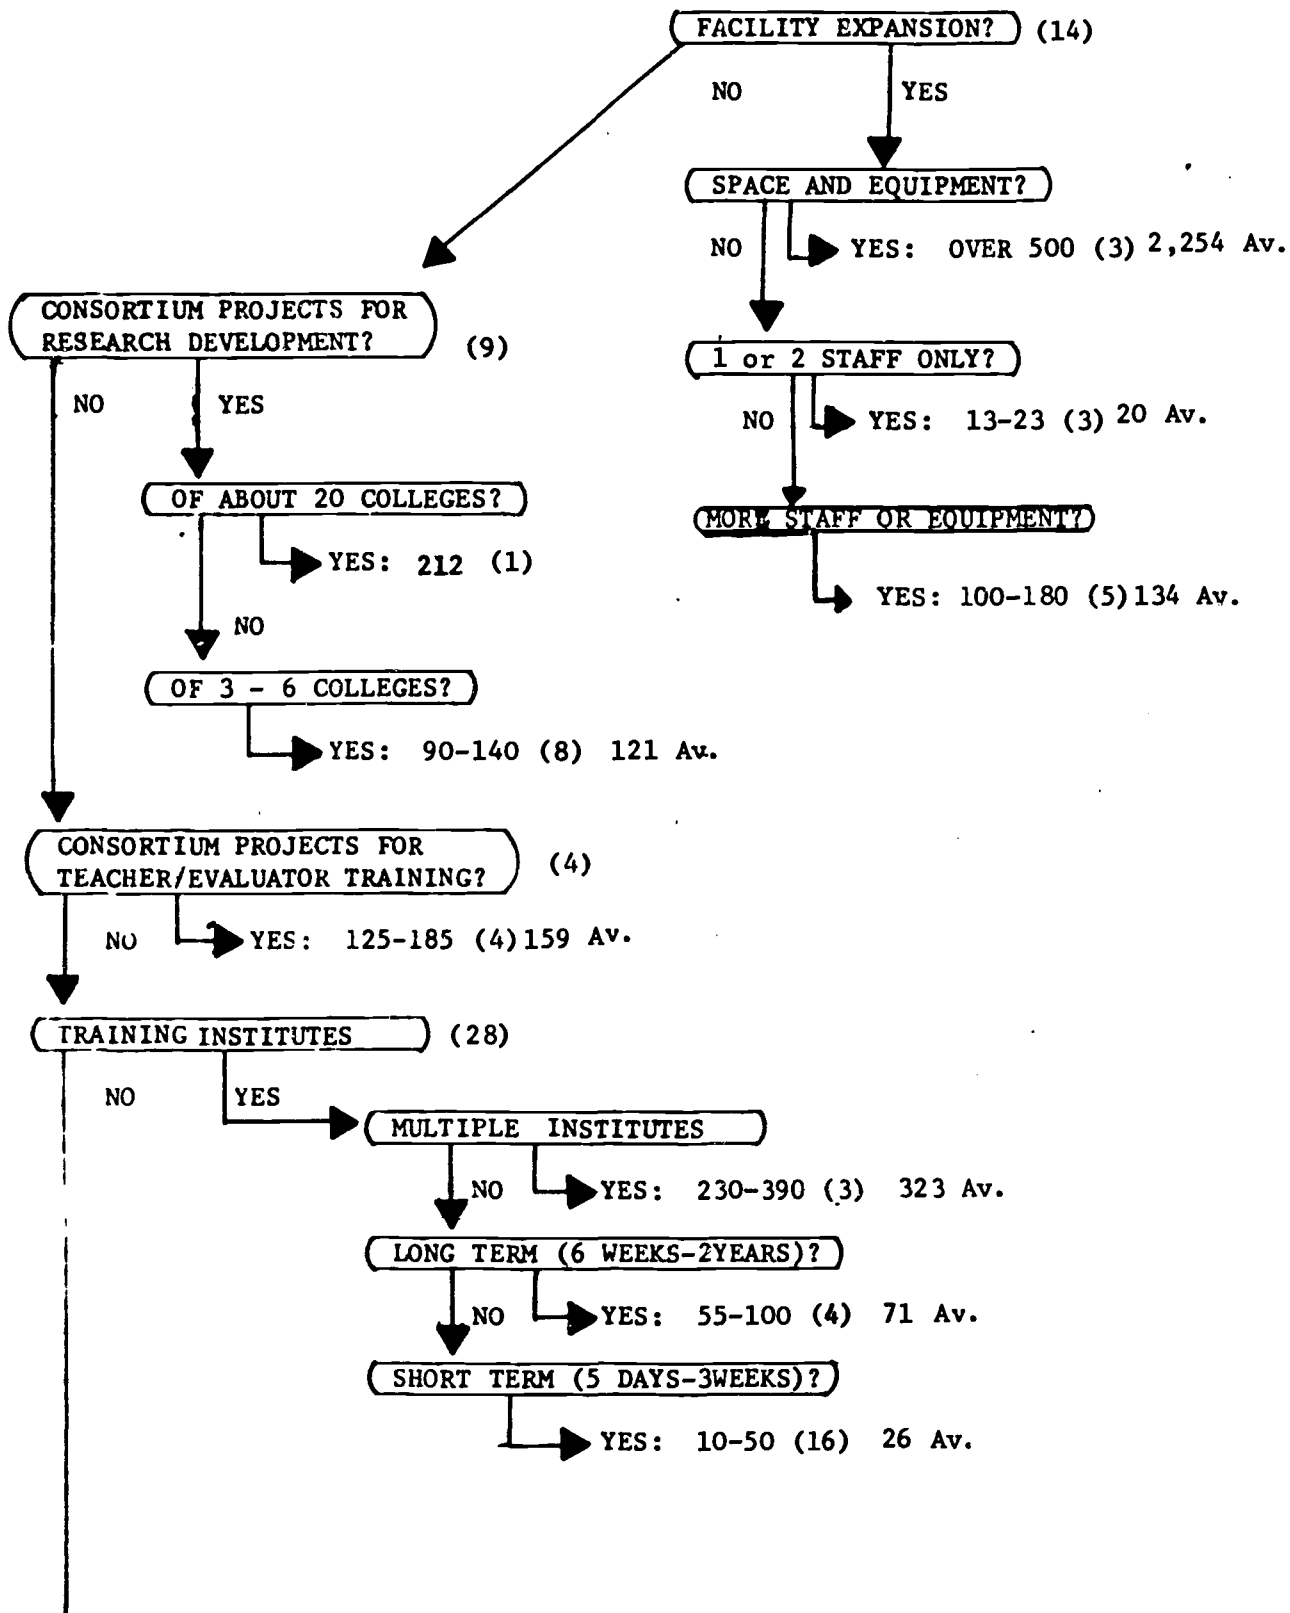 FACILITY EXPANSION? (14)
NO YES
SPACE AND EQUIPMENT?
NO YES: OVER 500 (3) 2,254 Av.
CONSORTIUM PROJECTS FOR
RESEARCH DEVELOPMENT? (9)
1 or 2 STAFF ONLY?
NO YES
NO YES: 13-23 (3) 20 Av.
OF ABOUT 20 COLLEGES?
MORE STAFF OR EQUIPMENT?
YES: 212 (1)
YES: 100-180 (5) 134 Av.
NO
OF 3 - 6 COLLEGES?
YES: 90-140 (8) 121 Av.
CONSORTIUM PROJECTS FOR
TEACHER/EVALUATOR TRAINING? (4)
NO YES: 125-185 (4) 159 Av.
TRAINING INSTITUTES (28)
NO YES
MULTIPLE INSTITUTES
NO YES: 230-390 (3) 323 Av.
LONG TERM (6 WEEKS-2YEARS)?
NO YES: 55-100 (4) 71 Av.
SHORT TERM (5 DAYS-3WEEKS)?
YES: 10-50 (16) 26 Av.